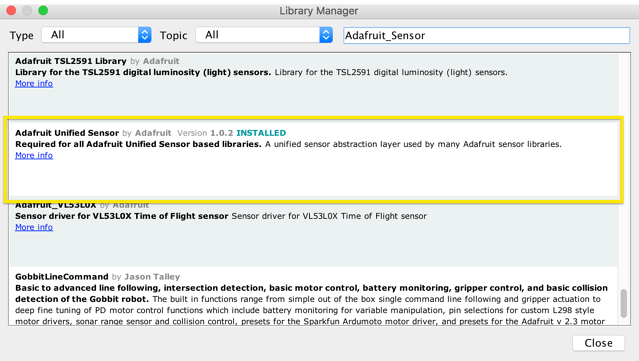 Library Manager
Type All Topic All Adafruit_Sensor
Adafruit TSL2591 Library by Adafruit
Library for the TSL2591 digital luminosity (light) sensors. Library for the TSL2591 digital luminosity (light) sensors.
More info
Adafruit Unified Sensor by Adafruit Version 1.0.2 INSTALLED
Required for all Adafruit Unified Sensor based libraries. A unified sensor abstraction layer used by many Adafruit sensor libraries.
More info
Adafruit_VL53L0X by Adafruit
Sensor driver for VL53L0X Time of Flight sensor Sensor driver for VL53L0X Time of Flight sensor
More info
GobbitLineCommand by Jason Talley
Basic to advanced line following, intersection detection, basic motor control, battery monitoring, gripper control, and basic collision
detection of the Gobbit robot. The built in functions range from simple out of the box single command line following and gripper actuation to
deep fine tuning of PD motor control functions which include battery monitoring for variable manipulation, pin selections for custom L298 style
motor drivers, sonar range sensor and collision control, presets for the Sparkfun Ardumoto motor driver, and presets for the Adafruit v 2.3 motor
Close